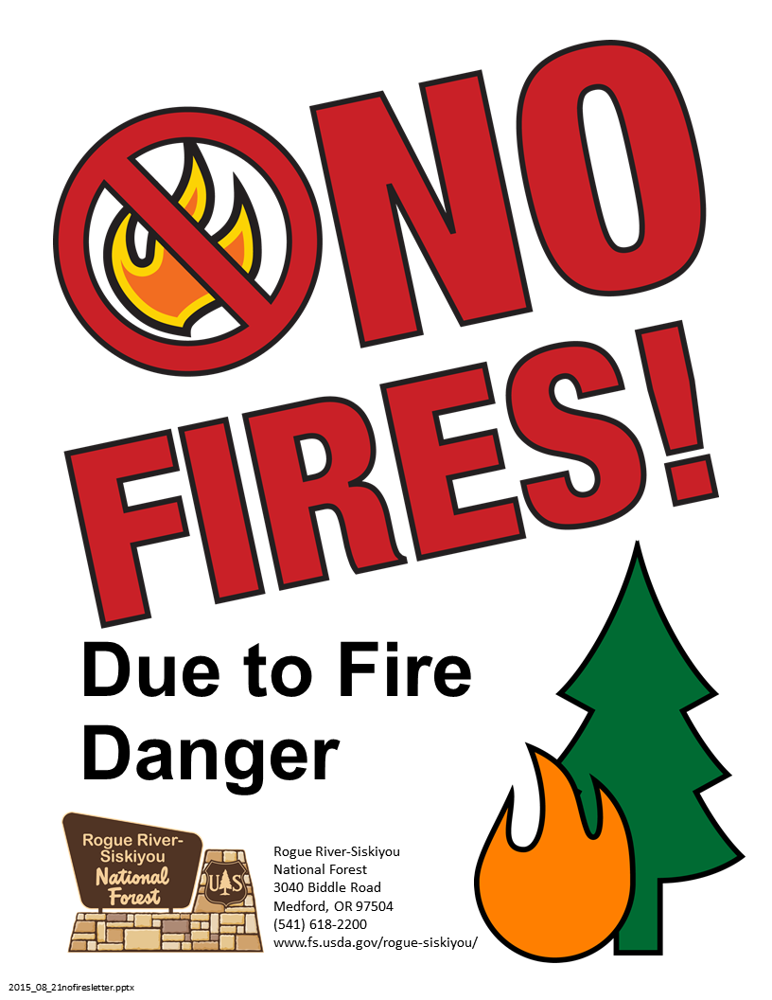 NO
FIRES!
Due to Fire
Danger
Rogue River-
Siskiyou
National
Forest
U S
Rogue River-Siskiyou
National Forest
3040 Biddle Road
Medford, OR 97504
(541) 618-2200
www.fs.usda.gov/rogue-siskiyou/
2015_08_21nofiresletter.pptx